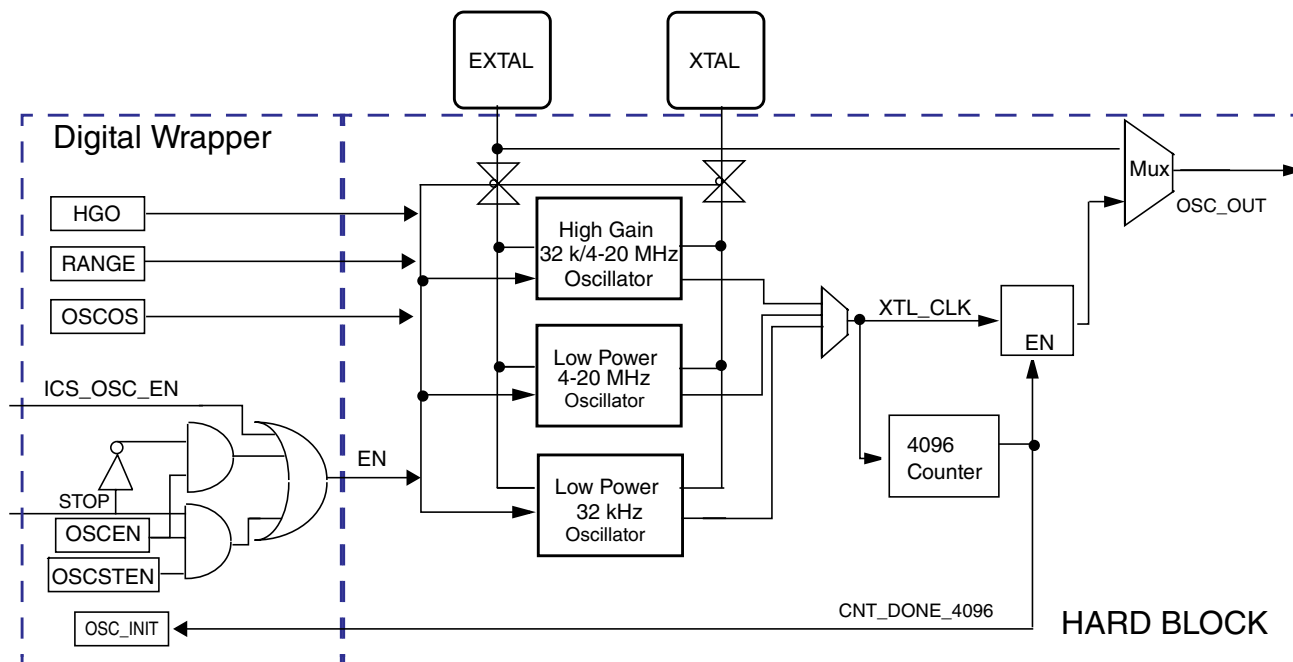 EXTAL
XTAL
Digital Wrapper
Mux
HGO
OSC_OUT
High Gain
32 k/4-20 MHz
Oscillator
RANGE
OSCOS
XTL_CLK
EN
Low Power
4-20 MHz
Oscillator
ICS_OSC_EN
4096
Counter
EN
Low Power
32 kHz
Oscillator
STOP
OSCEN
OSCSTEN
CNT_DONE_4096
OSC_INIT
HARD BLOCK